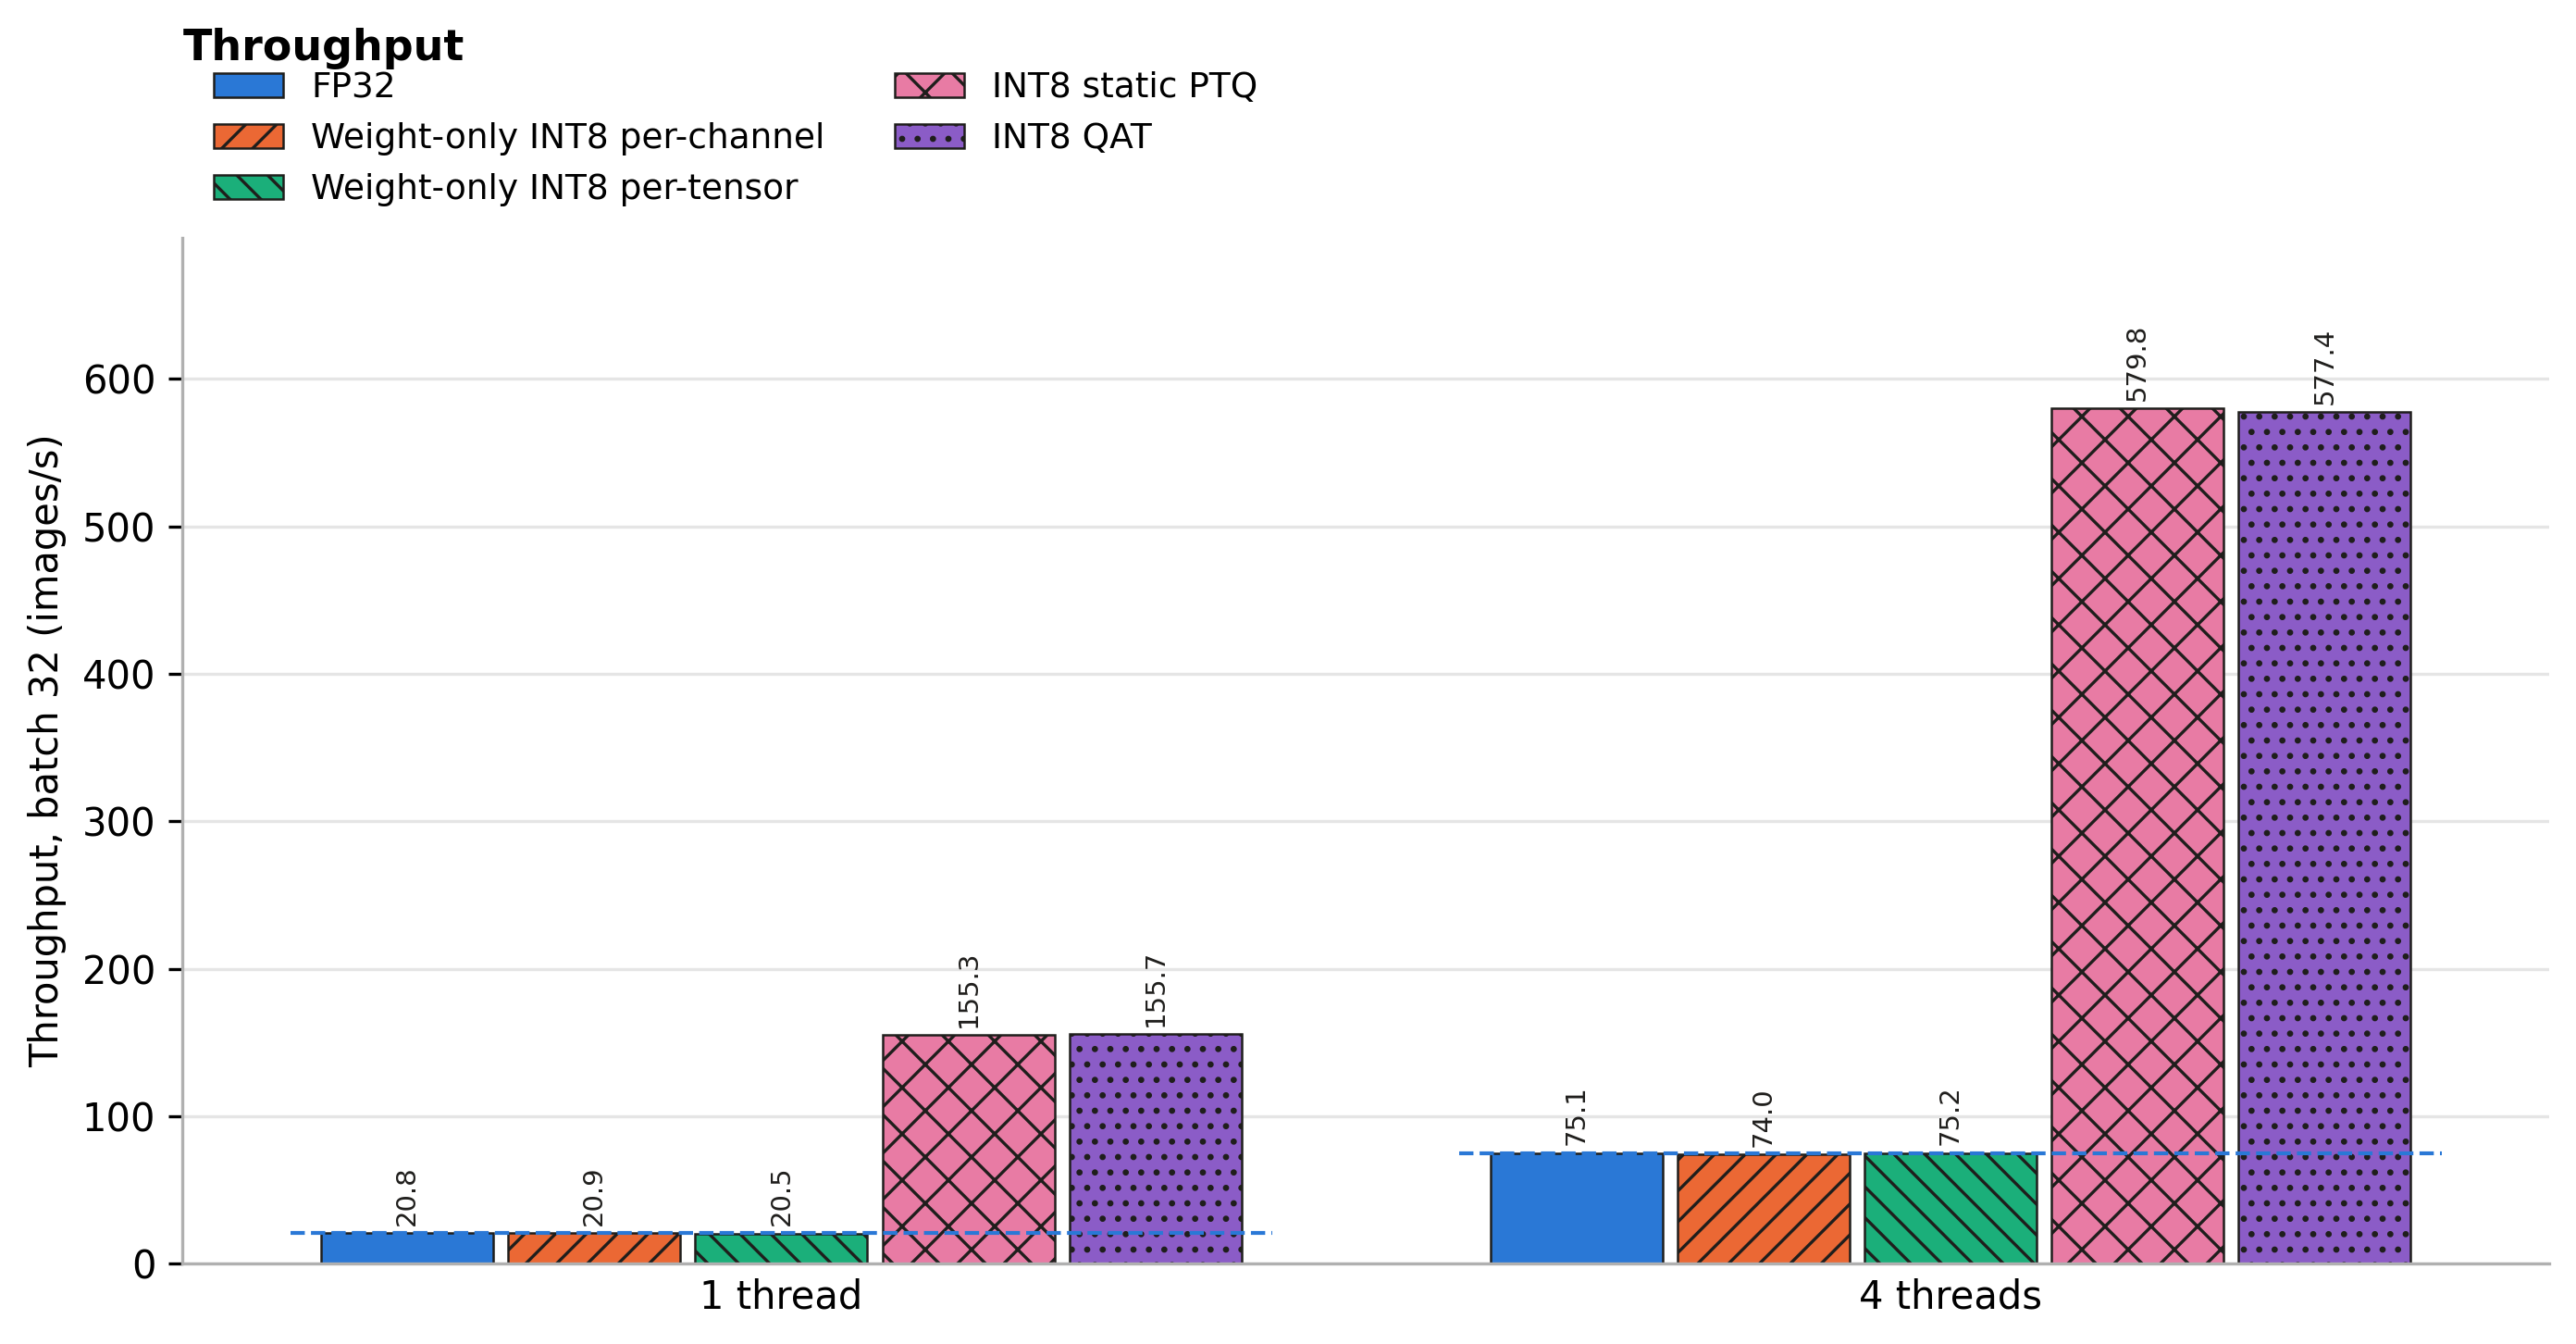 Throughput
FP32
Weight-only INT8 per-channel
Weight-only INT8 per-tensor
INT8 static PTQ
INT8 QAT
Throughput, batch 32 (images/s)
600
500
400
300
200
100
0
20.8
20.9
20.5
155.3
155.7
75.1
74.0
75.2
579.8
577.4
1 thread
4 threads